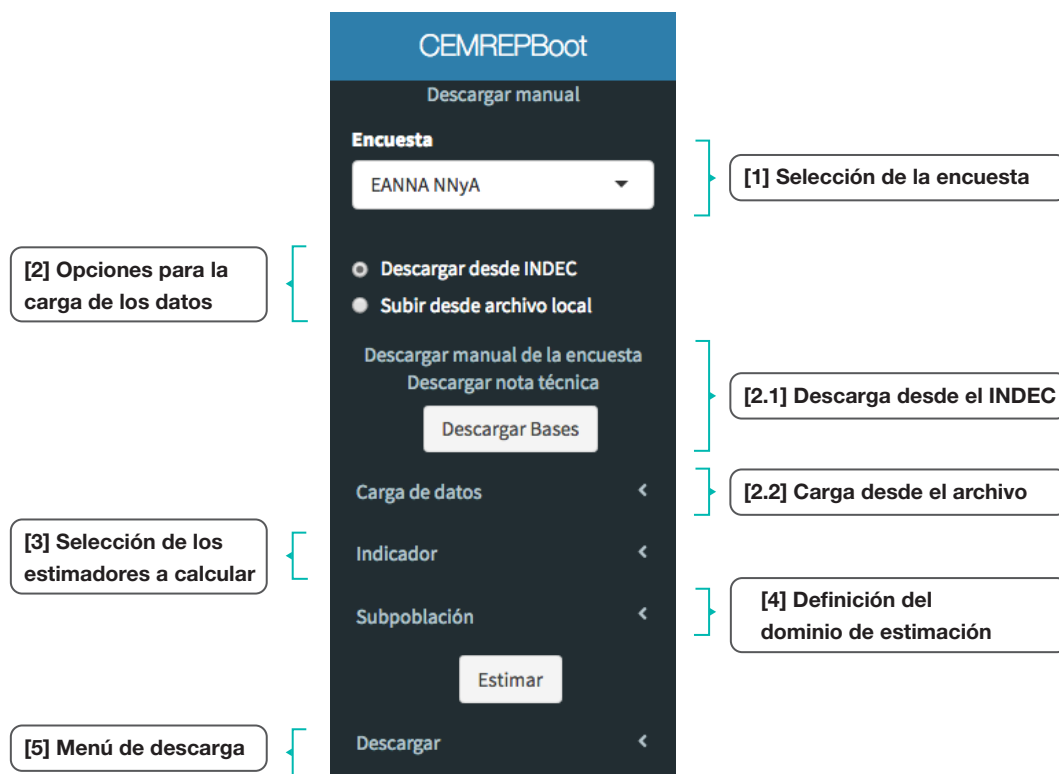 CEMREPBoot
Descargar manual
Encuesta
EANNA NNyA
[1] Selección de la encuesta
[2] Opciones para la
carga de los datos
Descargar desde INDEC
Subir desde archivo local
Descargar manual de la encuesta
Descargar nota técnica
Descargar Bases
[2.1] Descarga desde el INDEC
Carga de datos
[2.2] Carga desde el archivo
[3] Selección de los
estimadores a calcular
Indicador
Subpoblación
[4] Definición del
dominio de estimación
Estimar
[5] Menú de descarga
Descargar